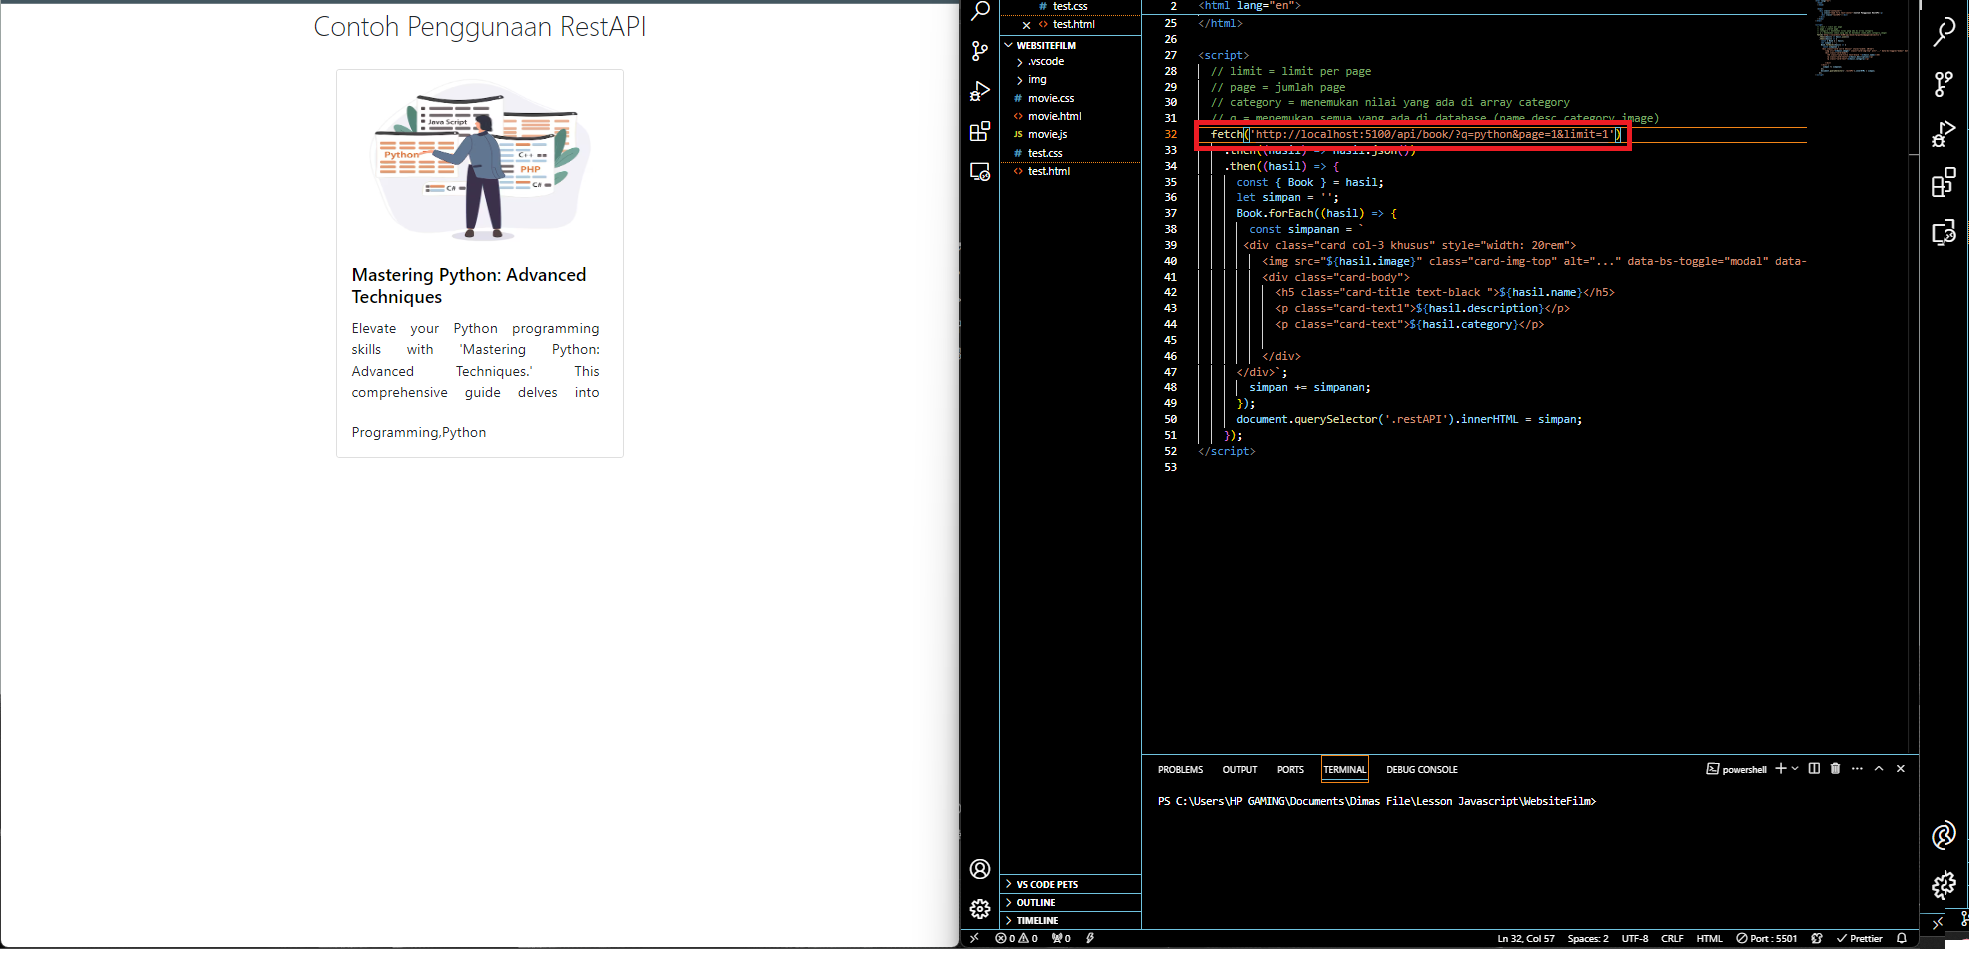 Contoh Penggunaan RestAPI
Java Script
Python
C++
PHP
C#
C#
Mastering Python: Advanced
Techniques
Elevate your Python programming
skills with 'Mastering Python:
Advanced Techniques.' This
comprehensive guide delves into
Programming,Python
# test.css
<> test.html
WEBSITEFILM
.vscode
img
# movie.css
<> movie.html
JS movie.js
# test.css
<> test.html
VS CODE PETS
OUTLINE
TIMELINE
2 <html lang="en">
25 </html>
26
27 <script>
28 // limit = limit per page
29 // page = jumlah page
30 // category = menemukan nilai yang ada di array category
31 // q = menemukan semua yang ada di database (name,desc,category,image)
32 fetch('http://localhost:5100/api/book/?q=python&page=1&limit=1')
33 .then((hasil) => hasil.json())
34 .then((hasil) => {
35 const { Book } = hasil;
36 let simpan = '';
37 Book.forEach((hasil) => {
38 const simpanan = `
39 <div class="card col-3 khusus" style="width: 20rem">
40 <img src="${hasil.image}" class="card-img-top" alt="..." data-bs-toggle="modal" data-
41 <div class="card-body">
42 <h5 class="card-title text-black ">${hasil.name}</h5>
43 <p class="card-text1">${hasil.description}</p>
44 <p class="card-text">${hasil.category}</p>
45
46 </div>
47 </div>`;
48 simpan += simpanan;
49 });
50 document.querySelector('.restAPI').innerHTML = simpan;
51 });
52 </script>
53
PROBLEMS OUTPUT PORTS TERMINAL DEBUG CONSOLE powershell
PS C:\Users\HP GAMING\Documents\Dimas File\Lesson Javascript\WebsiteFilm>
0 0 0 Ln 32, Col 57 Spaces: 2 UTF-8 CRLF HTML Port : 5501 Prettier